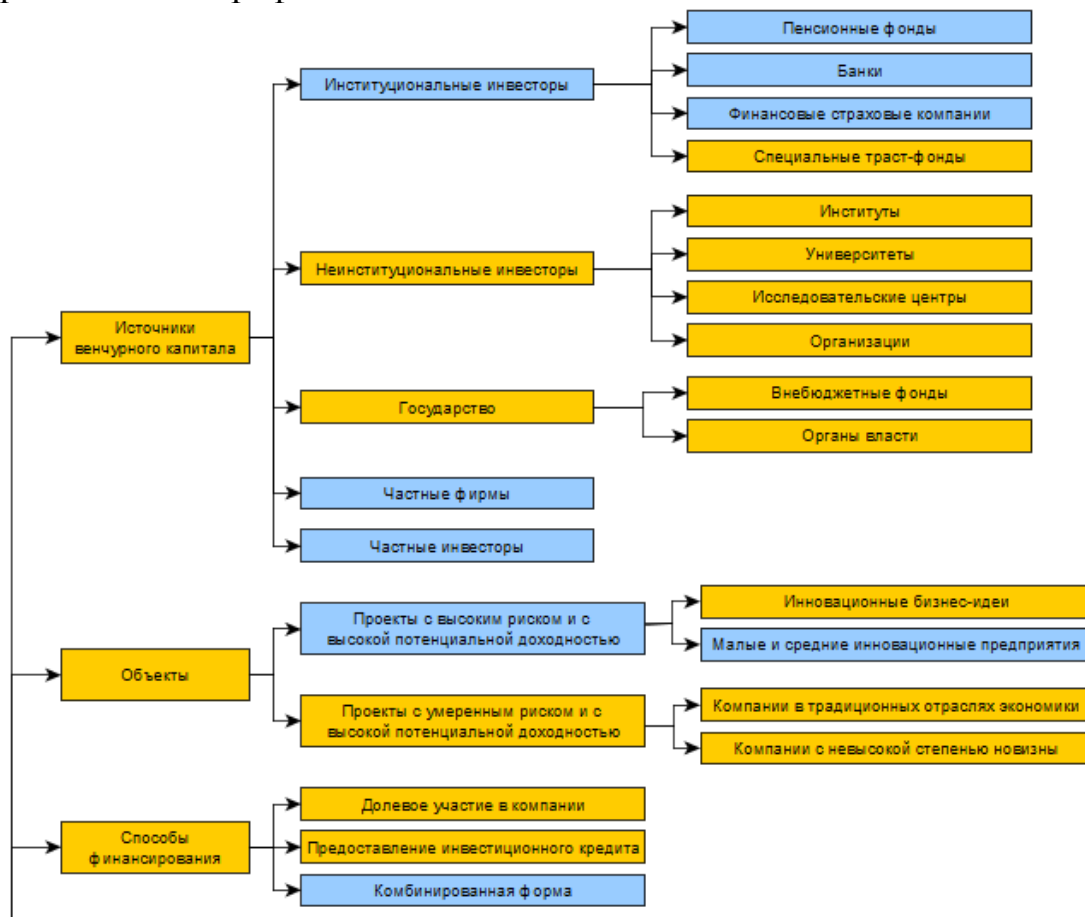 Пенсионные фонды
Институциональные инвесторы
Банки
Финансовые страховые компании
Специальные траст-фонды
Институты
Университеты
Неинституциональные инвесторы
Исследовательские центры
Организации
Источники
венчурного капитала
Внебюджетные фонды
Государство
Органы власти
Частные фирмы
Частные инвесторы
Инновационные бизнес-идеи
Проекты с высоким риском и с
высокой потенциальной доходностью
Малые и средние инновационные предприятия
Объекты
Проекты с умеренным риском и с
высокой потенциальной доходностью
Компании в традиционных отраслях экономики
Компании с невысокой степенью новизны
Долевое участие в компании
Способы
финансирования
Предоставление инвестиционного кредита
Комбинированная форма